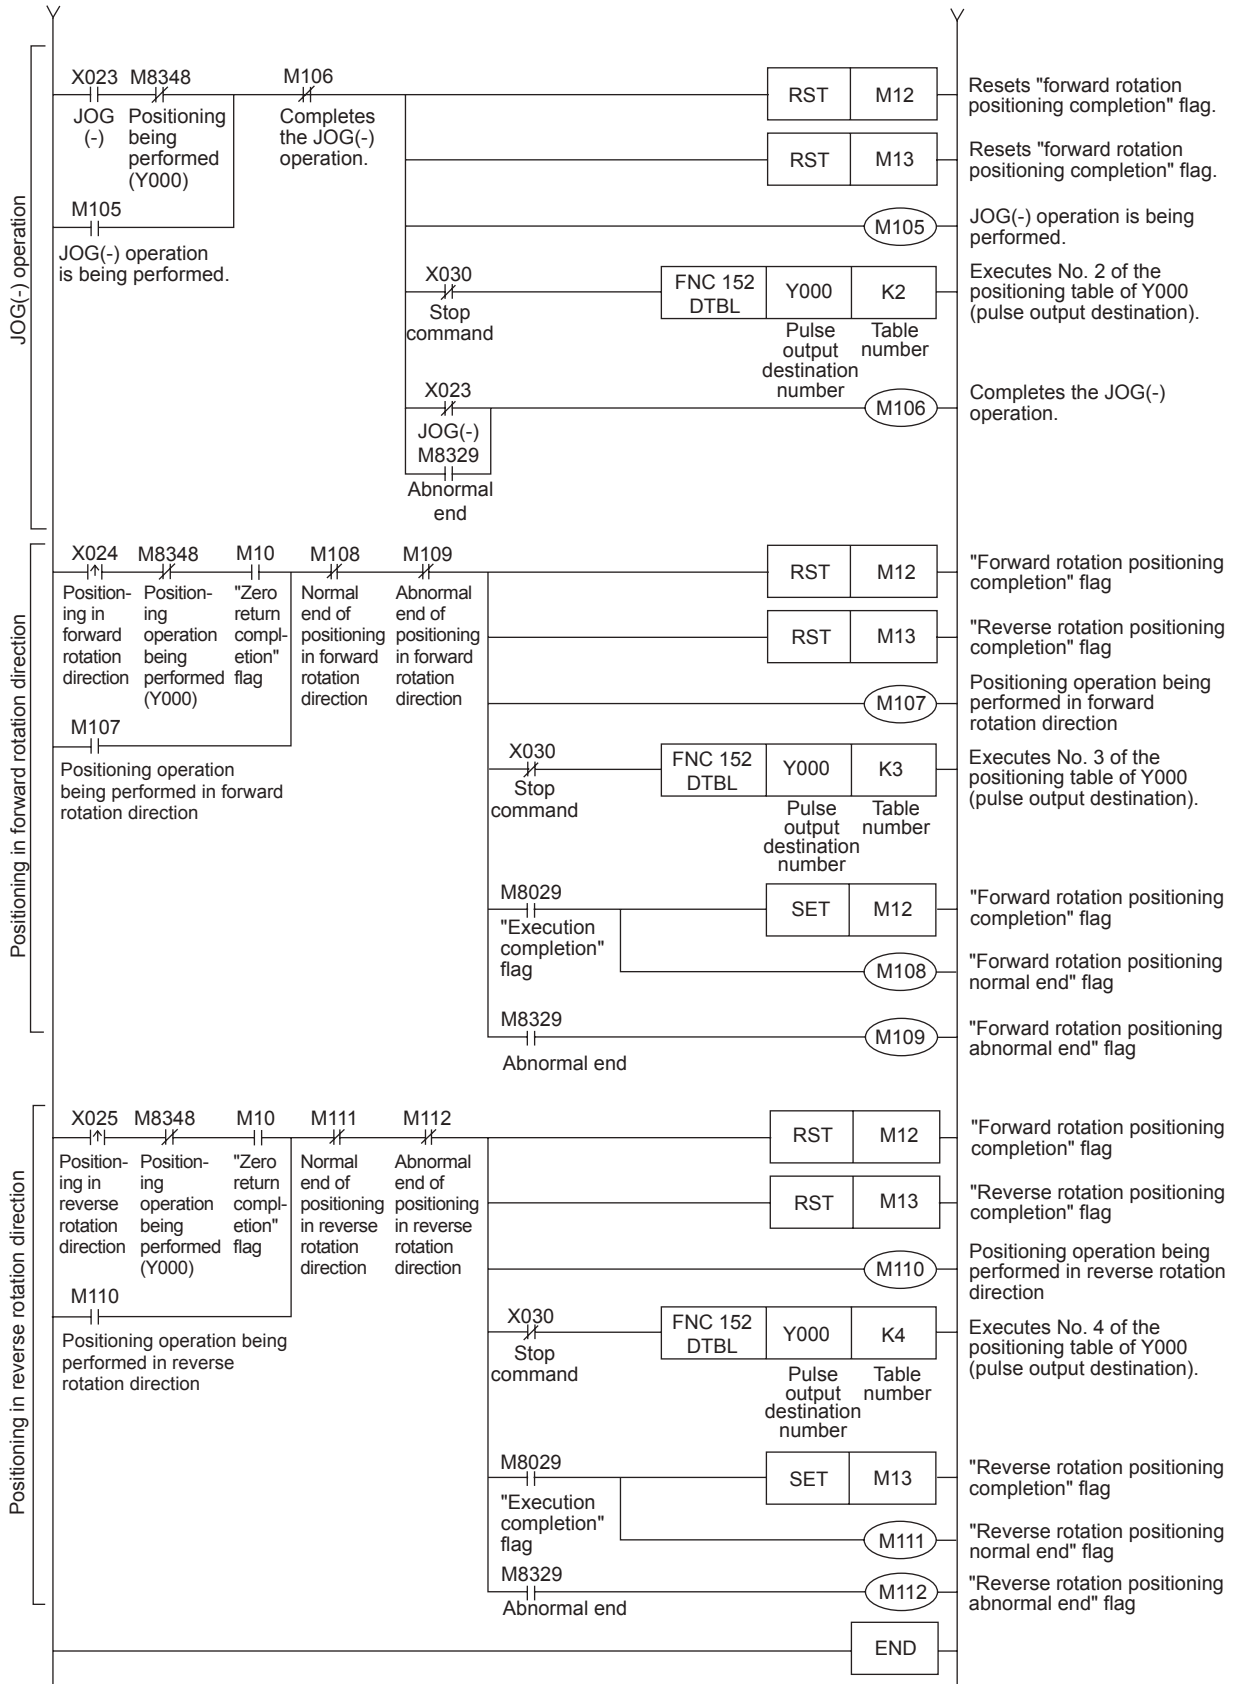 JOG(-) operation
X023 M8348 M106
JOG
(-)
Positioning
being
performed
(Y000)
Completes
the JOG(-)
operation.
RST M12
Resets "forward rotation
positioning completion" flag.
RST M13
Resets "forward rotation
positioning completion" flag.
M105
JOG(-) operation
is being performed.
M105
JOG(-) operation is being
performed.
X030
Stop
command
FNC 152
DTBL
Y000 K2
Pulse
output
destination
number
Table
number
Executes No. 2 of the
positioning table of Y000
(pulse output destination).
X023
JOG(-)
M8329
Abnormal
end
M106
Completes the JOG(-)
operation.
Positioning in forward rotation direction
X024 M8348 M10 M108 M109
Position-
ing in
forward
rotation
direction
Position-
ing
operation
being
performed
(Y000)
"Zero
return
compl-
etion"
flag
Normal
end of
positioning
in forward
rotation
direction
Abnormal
end of
positioning
in forward
rotation
direction
RST M12
"Forward rotation positioning
completion" flag
RST M13
"Reverse rotation positioning
completion" flag
M107
Positioning operation
being performed in forward
rotation direction
M107
Positioning operation being
performed in forward
rotation direction
X030
Stop
command
FNC 152
DTBL
Y000 K3
Pulse
output
destination
number
Table
number
Executes No. 3 of the
positioning table of Y000
(pulse output destination).
M8029
"Execution
completion"
flag
SET M12
"Forward rotation positioning
completion" flag
M108
"Forward rotation positioning
normal end" flag
M8329
Abnormal end
M109
"Forward rotation positioning
abnormal end" flag
Positioning in reverse rotation direction
X025 M8348 M10 M111 M112
Position-
ing in
reverse
rotation
direction
Position-
ing
operation
being
performed
(Y000)
"Zero
return
compl-
etion"
flag
Normal
end of
positioning
in reverse
rotation
direction
Abnormal
end of
positioning
in reverse
rotation
direction
RST M12
"Forward rotation positioning
completion" flag
RST M13
"Reverse rotation positioning
completion" flag
M110
Positioning operation being
performed in reverse
rotation direction
M110
Positioning operation being
performed in reverse rotation
direction
X030
Stop
command
FNC 152
DTBL
Y000 K4
Pulse
output
destination
number
Table
number
Executes No. 4 of the
positioning table of Y000
(pulse output destination).
M8029
"Execution
completion"
flag
SET M13
"Reverse rotation positioning
completion" flag
M111
"Reverse rotation positioning
normal end" flag
M8329
Abnormal end
M112
"Reverse rotation positioning
abnormal end" flag
END